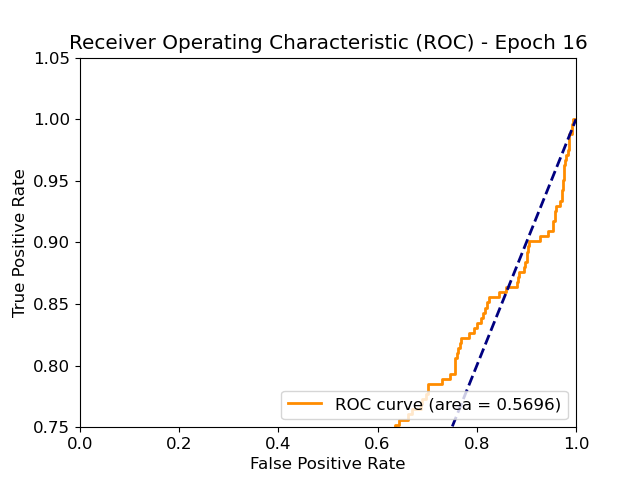 Receiver Operating Characteristic (ROC) - Epoch 16
1.05
1.00
0.95
0.90
0.85
0.80
0.75
True Positive Rate
ROC curve (area = 0.5696)
0.0 0.2 0.4 0.6 0.8 1.0
False Positive Rate